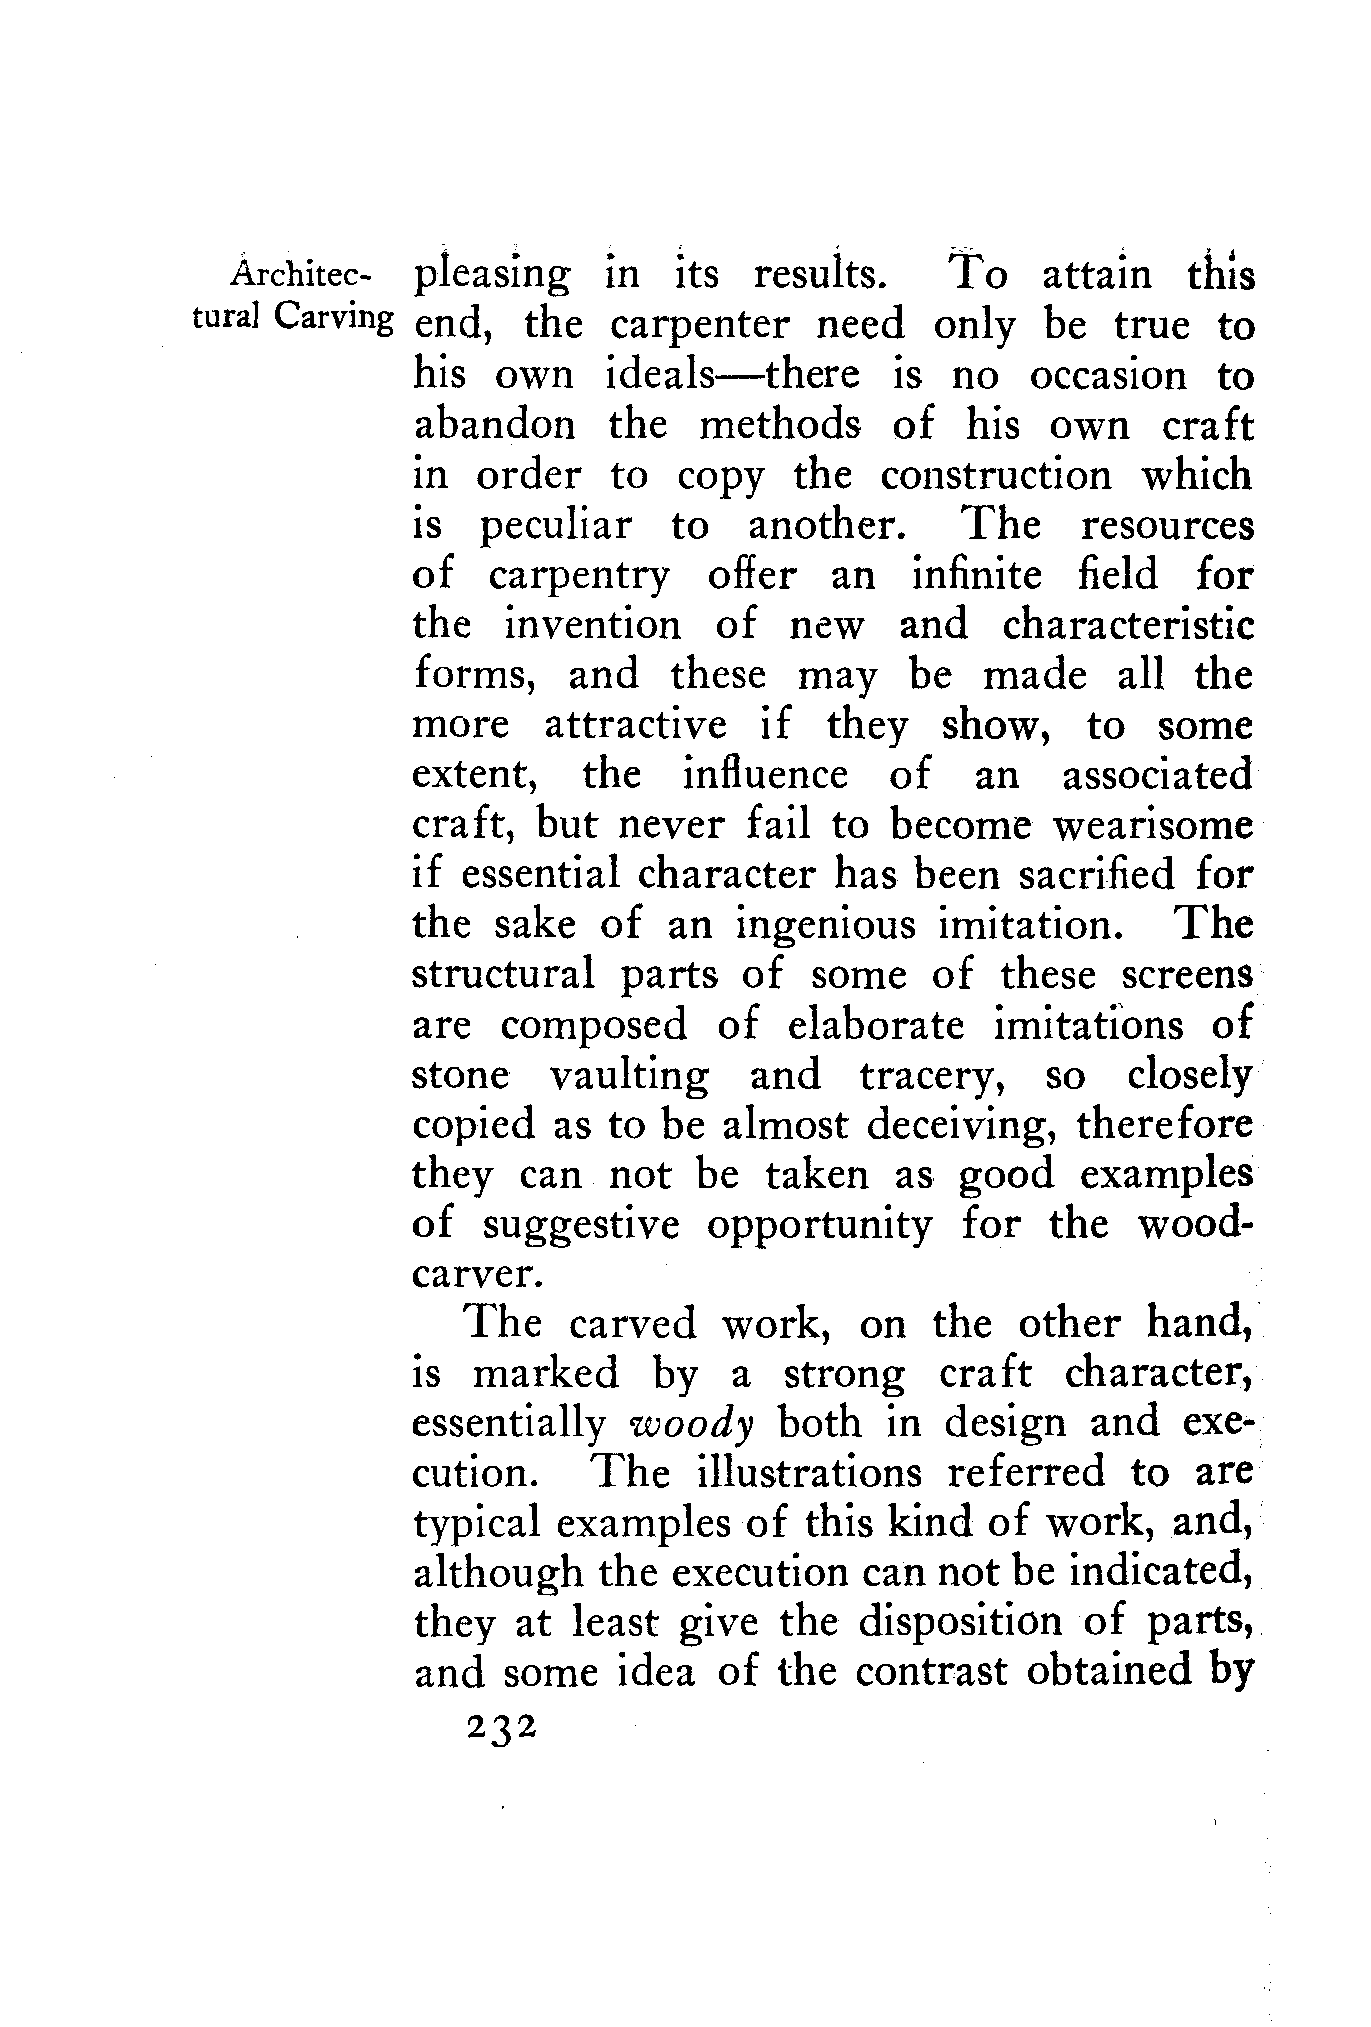 Architec-
tural Carving
pleasing in its results. To attain this
end, the carpenter need only be true to
his own ideals—there is no occasion to
abandon the methods of his own craft
in order to copy the construction which
is peculiar to another. The resources
of carpentry offer an infinite field for
the invention of new and characteristic
forms, and these may be made all the
more attractive if they show, to some
extent, the influence of an associated
craft, but never fail to become wearisome
if essential character has been sacrified for
the sake of an ingenious imitation. The
structural parts of some of these screens
are composed of elaborate imitations of
stone vaulting and tracery, so closely
copied as to be almost deceiving, therefore
they can not be taken as good examples
of suggestive opportunity for the wood-
carver.
The carved work, on the other hand,
is marked by a strong craft character,
essentially woody both in design and exe-
cution. The illustrations referred to are
typical examples of this kind of work, and,
although the execution can not be indicated,
they at least give the disposition of parts,
and some idea of the contrast obtained by
232